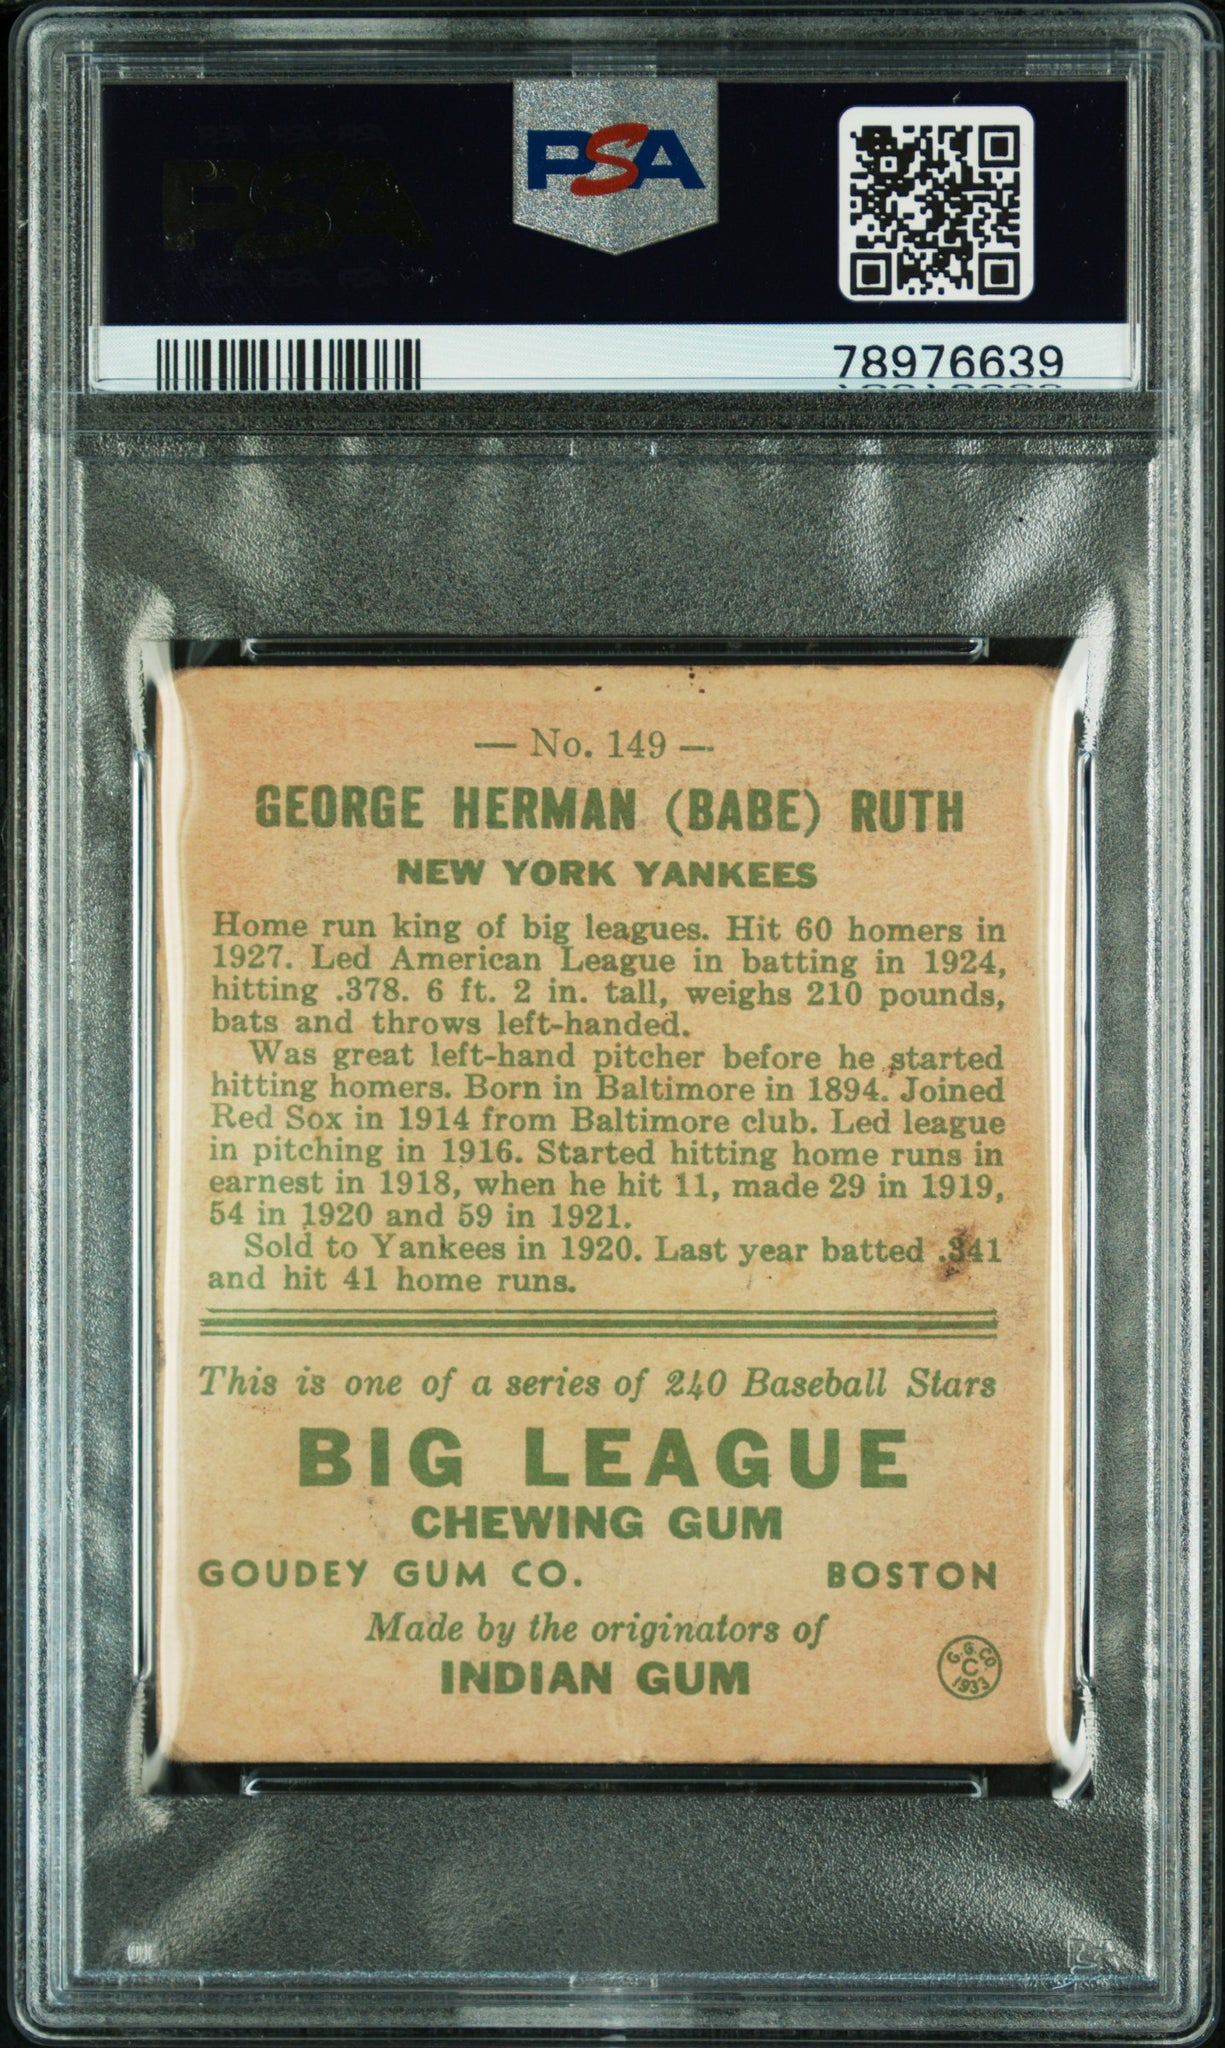 PSA
78976639
— No. 149 —
GEORGE HERMAN (BABE) RUTH
NEW YORK YANKEES
Home run king of big leagues. Hit 60 homers in
1927. Led American League in batting in 1924,
hitting .378. 6 ft. 2 in. tall, weighs 210 pounds,
bats and throws left-handed.
Was great left-hand pitcher before he started
hitting homers. Born in Baltimore in 1894. Joined
Red Sox in 1914 from Baltimore club. Led league
in pitching in 1916. Started hitting home runs in
earnest in 1918, when he hit 11, made 29 in 1919,
54 in 1920 and 59 in 1921.
Sold to Yankees in 1920. Last year batted .341
and hit 41 home runs.
This is one of a series of 240 Baseball Stars
BIG LEAGUE
CHEWING GUM
GOUDEY GUM CO. BOSTON
Made by the originators of
INDIAN GUM
G.G.CO
C
1933